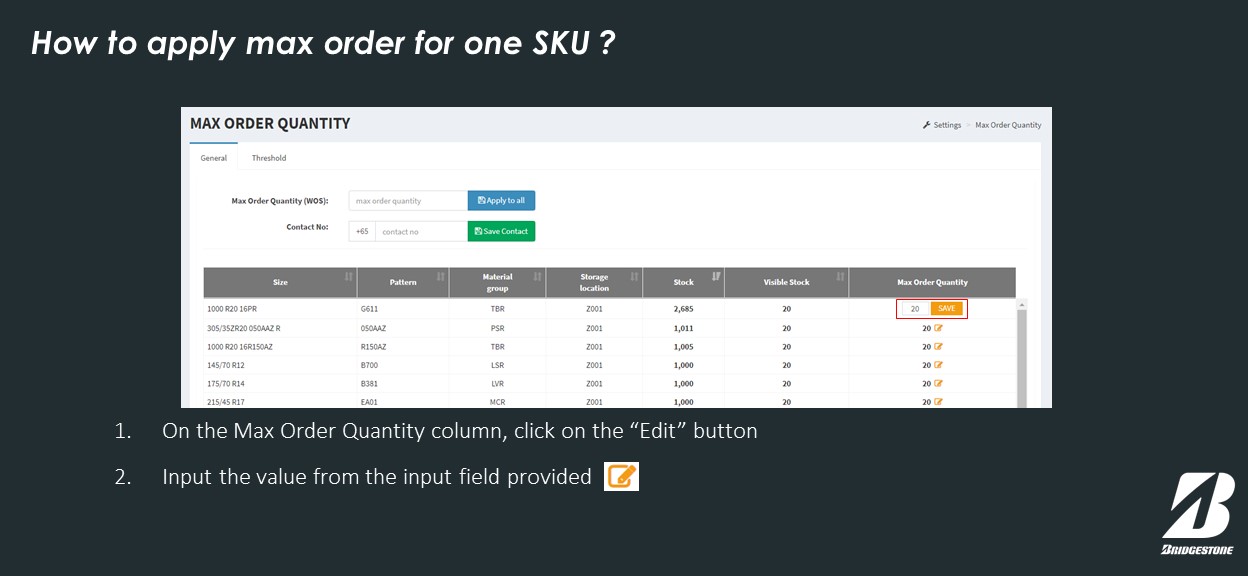 How to apply max order for one SKU ?
MAX ORDER QUANTITY
Settings > Max Order Quantity
General Threshold
Max Order Quantity (WOS): max order quantity Apply to all
Contact No: +65 contact no Save Contact
Size Pattern Material group Storage location Stock Visible Stock Max Order Quantity
1000 R20 16PR G611 TBR Z001 2,685 20 20 SAVE
305/35ZR20 050AAZ R 050AAZ PSR Z001 1,011 20 20
1000 R20 16R150AZ R150AZ TBR Z001 1,005 20 20
145/70 R12 B700 LSR Z001 1,000 20 20
175/70 R14 B381 LVR Z001 1,000 20 20
215/45 R17 EA01 MCR Z001 1,000 20 20
1. On the Max Order Quantity column, click on the “Edit” button
2. Input the value from the input field provided
B
BRIDGESTONE